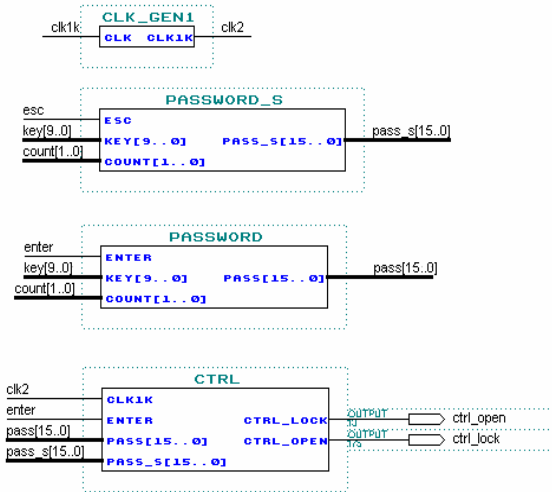 CLK_GEN1
clk1k CLK CLK1K clk2
PASSWORD_S
esc ESC
key[9..0] KEY[9..0] PASS_S[15..0] pass_s[15..0]
count[1..0] COUNT[1..0]
PASSWORD
enter ENTER
key[9..0] KEY[9..0] PASS[15..0] pass[15..0]
count[1..0] COUNT[1..0]
CTRL
clk2 CLK1K
enter ENTER CTRL_LOCK OUTPUT ctrl_open
pass[15..0] PASS[15..0] CTRL_OPEN OUTPUT ctrl_lock
pass_s[15..0] PASS_S[15..0]